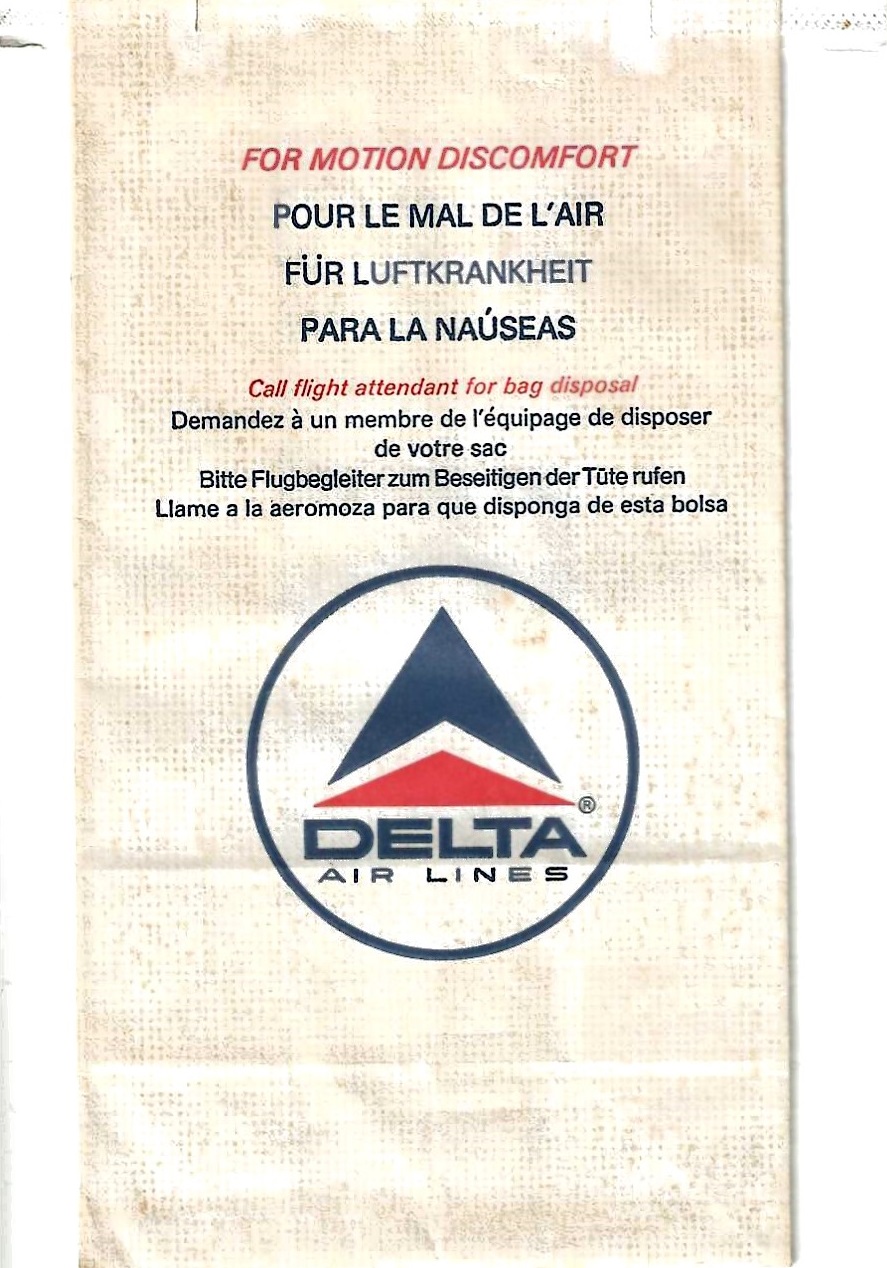 FOR MOTION DISCOMFORT
POUR LE MAL DE L'AIR
FÜR LUFTKRANKHEIT
PARA LA NAÚSEAS
Call flight attendant for bag disposal
Demandez à un membre de l'équipage de disposer
de votre sac
Bitte Flugbegleiter zum Beseitigen der Tüte rufen
Llame a la aeromoza para que disponga de esta bolsa
®
DELTA
AIR LINES